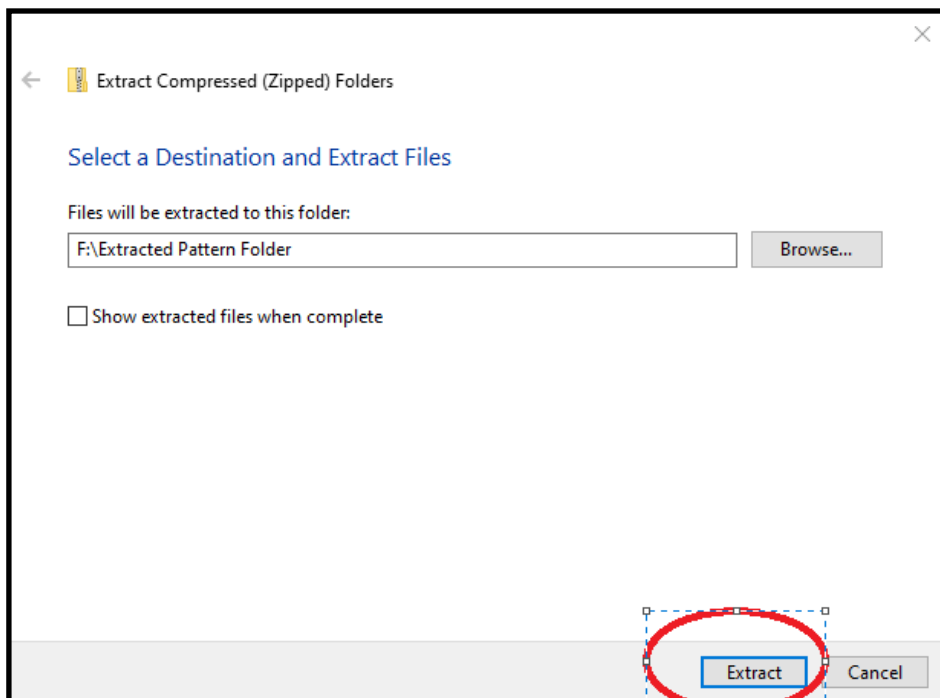 Extract Compressed (Zipped) Folders
Select a Destination and Extract Files
Files will be extracted to this folder:
F:\Extracted Pattern Folder
Browse...
Show extracted files when complete
Extract
Cancel